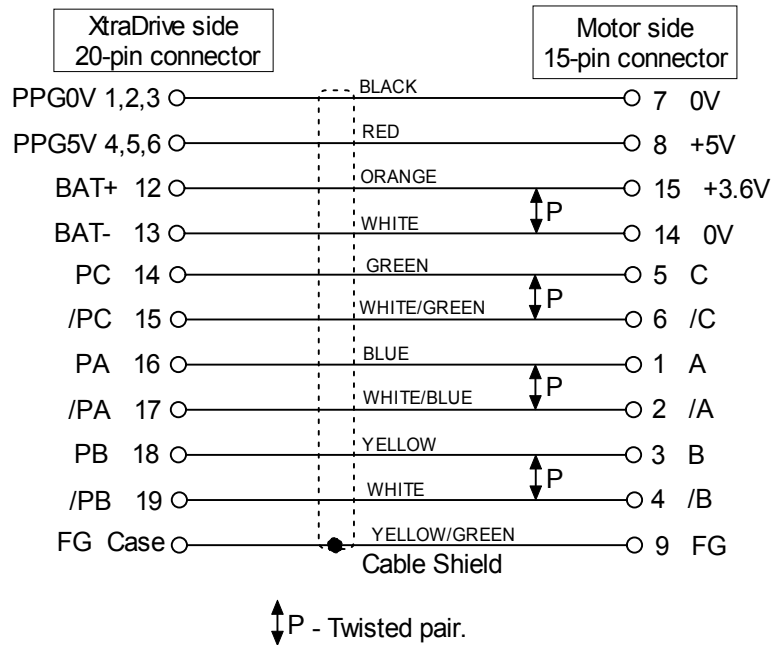 XtraDrive side
20-pin connector
Motor side
15-pin connector
PPG0V 1,2,3 BLACK 7 0V
PPG5V 4,5,6 RED 8 +5V
BAT+ 12 ORANGE 15 +3.6V
P
BAT- 13 WHITE 14 0V
PC 14 GREEN 5 C
P
/PC 15 WHITE/GREEN 6 /C
PA 16 BLUE 1 A
P
/PA 17 WHITE/BLUE 2 /A
PB 18 YELLOW 3 B
P
/PB 19 WHITE 4 /B
FG Case YELLOW/GREEN 9 FG
Cable Shield
P - Twisted pair.